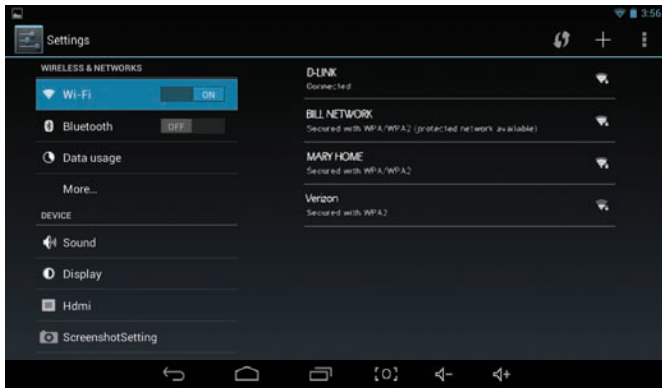 3:56
Settings
WIRELESS & NETWORKS
Wi-Fi ON
Bluetooth OFF
Data usage
More...
DEVICE
Sound
Display
Hdmi
ScreenshotSetting
D-LINK
Connected
BILL NETWORK
Secured with WPA/WPA2 (protected network available)
MARY HOME
Secured with WPA/WPA2
Verizon
Secured with WPA2